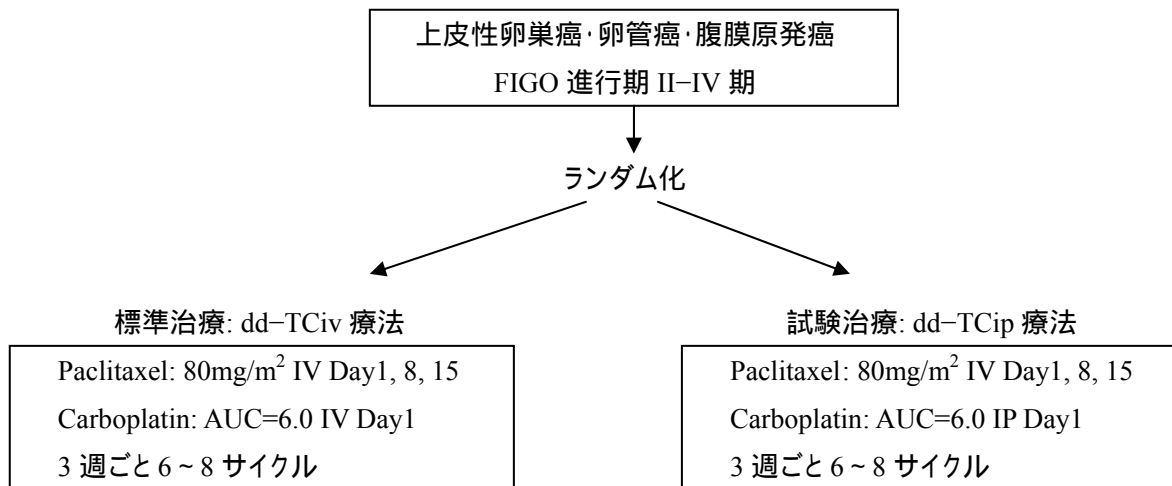 上皮性卵巣癌･卵管癌･腹膜原発癌
FIGO 進行期 II−IV 期
ランダム化
標準治療: dd−TCiv 療法
Paclitaxel: 80mg/m² IV Day1, 8, 15
Carboplatin: AUC=6.0 IV Day1
3 週ごと 6 ~ 8 サイクル
試験治療: dd−TCip 療法
Paclitaxel: 80mg/m² IV Day1, 8, 15
Carboplatin: AUC=6.0 IP Day1
3 週ごと 6 ~ 8 サイクル